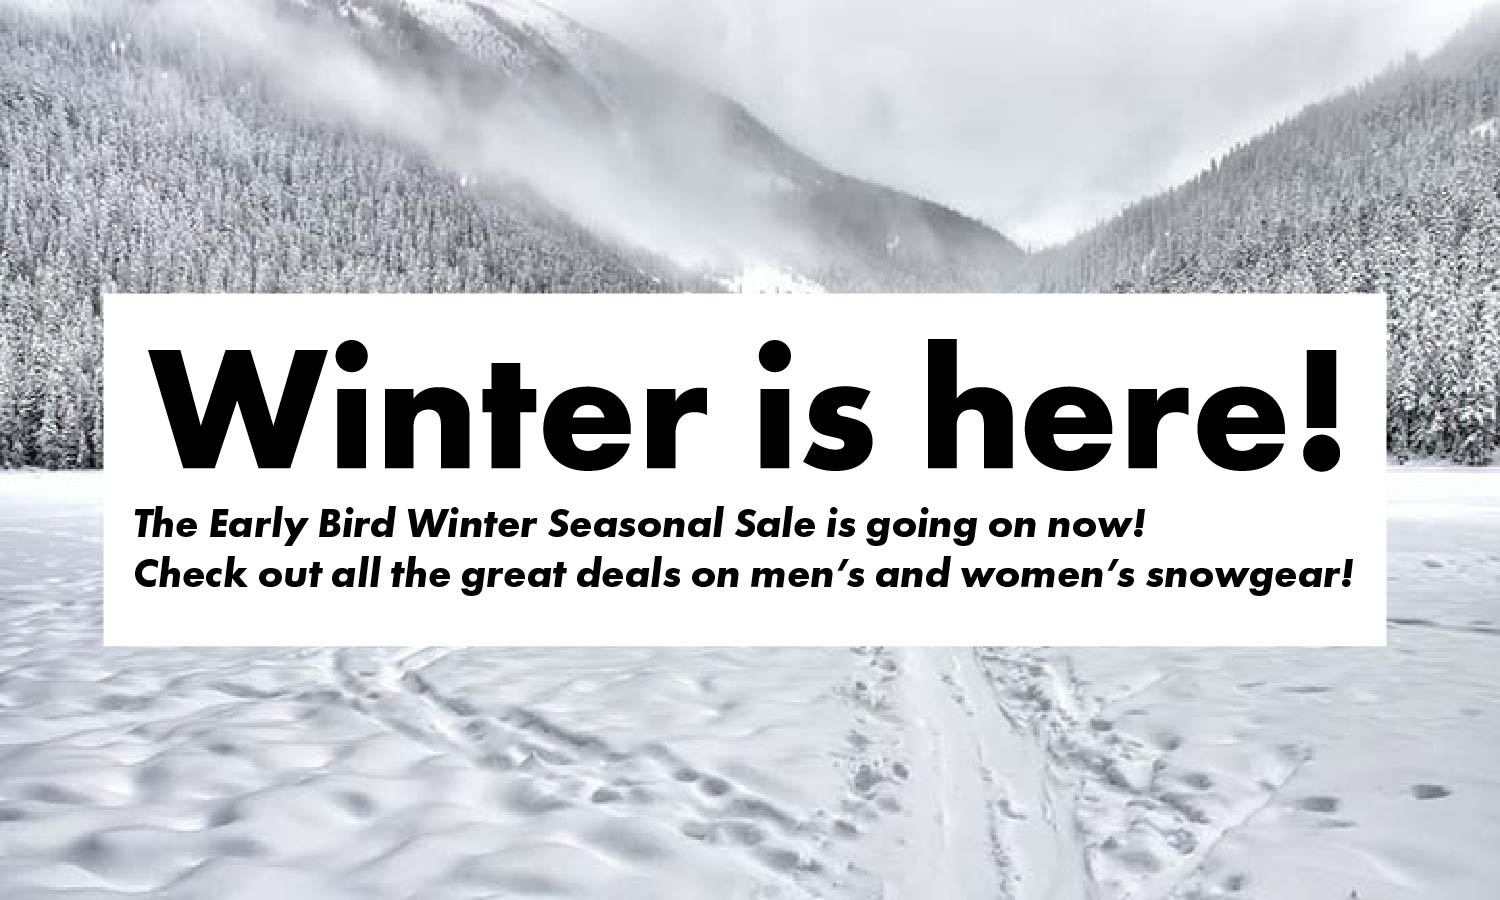 Winter is here!
The Early Bird Winter Seasonal Sale is going on now!
Check out all the great deals on men’s and women’s snowgear!